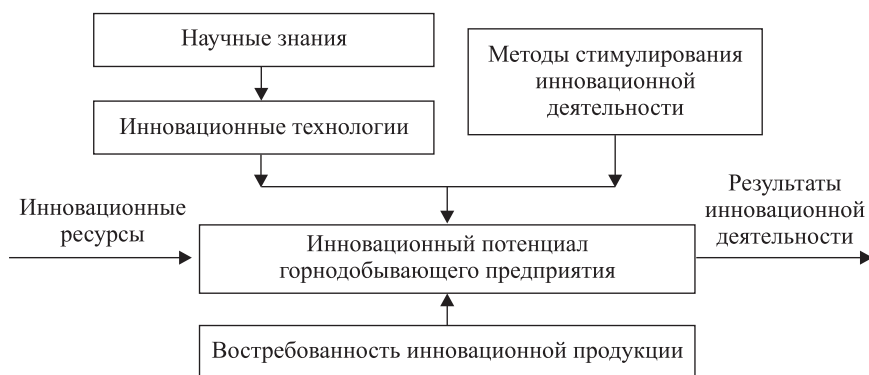 Научные знания
Методы стимулирования
инновационной
деятельности
Инновационные технологии
Инновационные
ресурсы
Результаты
инновационной
деятельности
Инновационный потенциал
горнодобывающего предприятия
Востребованность инновационной продукции